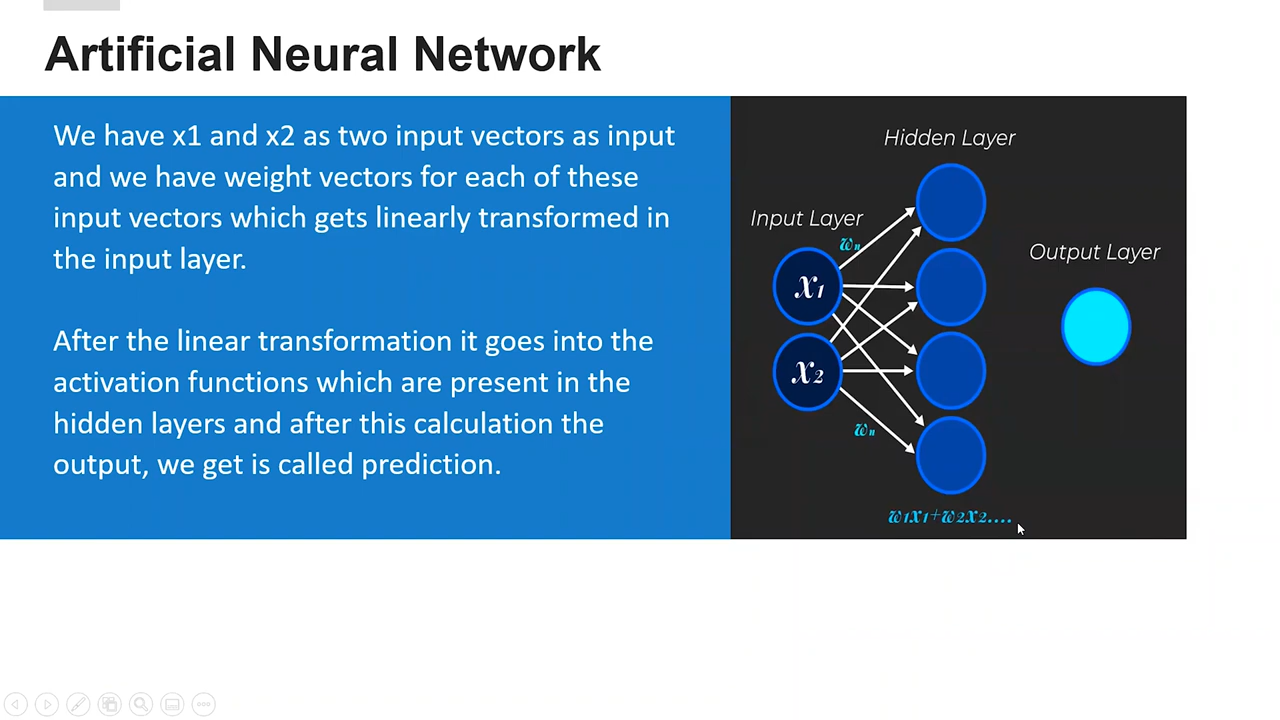 Artificial Neural Network
We have x1 and x2 as two input vectors as input
and we have weight vectors for each of these
input vectors which gets linearly transformed in
the input layer.
After the linear transformation it goes into the
activation functions which are present in the
hidden layers and after this calculation the
output, we get is called prediction.
Hidden Layer
Input Layer
Output Layer
wn
x1
x2
wn
w1x1+w2x2....